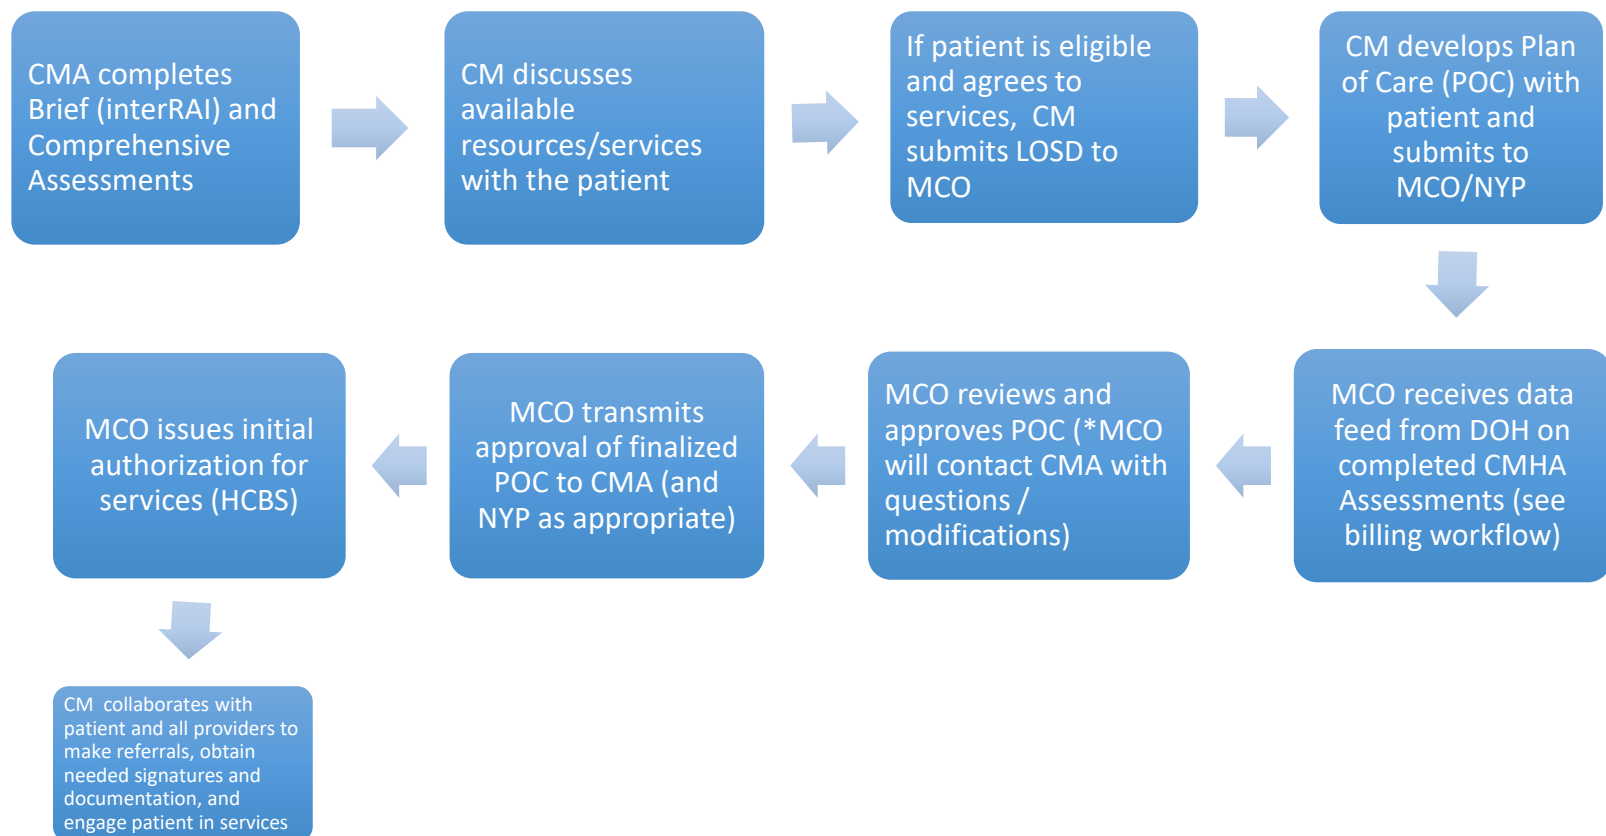 CMA completes
Brief (interRAI) and
Comprehensive
Assessments
CM discusses
available
resources/services
with the patient
If patient is eligible
and agrees to
services,  CM
submits LOSD to
MCO
CM develops Plan
of Care (POC) with
patient and
submits to
MCO/NYP
MCO receives data
feed from DOH on
completed CMHA
Assessments (see
billing workflow)
MCO reviews and
approves POC (*MCO
will contact CMA with
questions /
modifications)
MCO transmits
approval of finalized
POC to CMA (and
NYP as appropriate)
MCO issues initial
authorization for
services (HCBS)
CM  collaborates with
patient and all providers to
make referrals, obtain
needed signatures and
documentation, and
engage patient in services